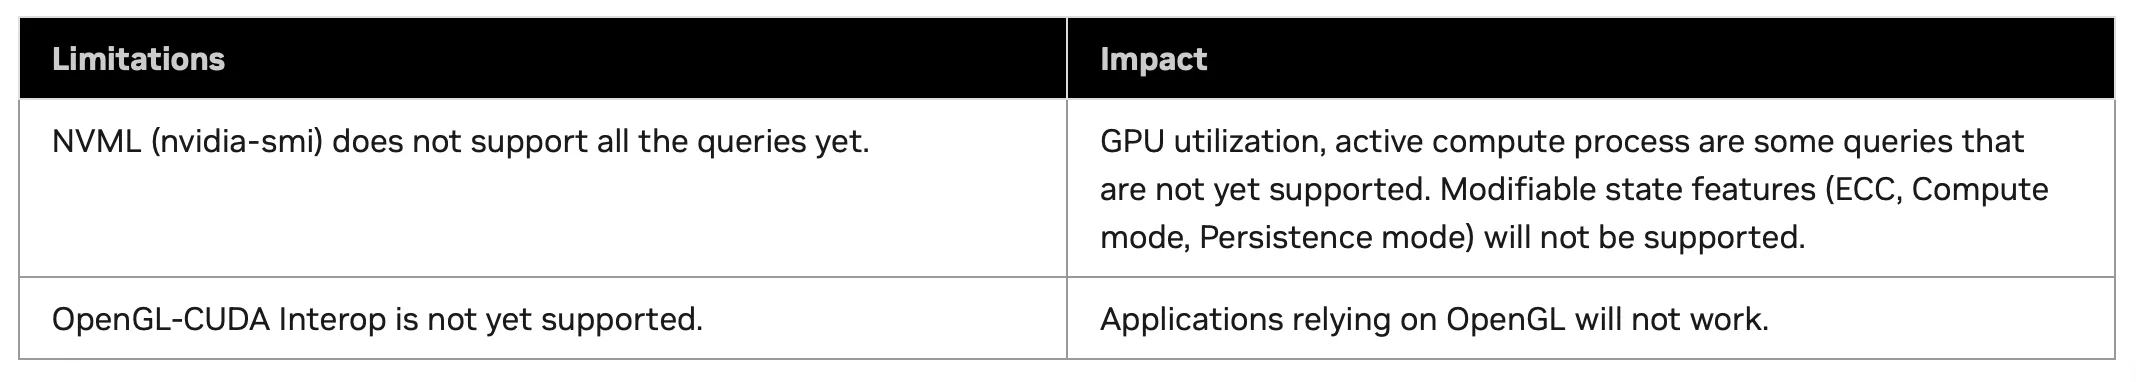 Limitations
Impact
NVML (nvidia-smi) does not support all the queries yet.
GPU utilization, active compute process are some queries that
are not yet supported. Modifiable state features (ECC, Compute
mode, Persistence mode) will not be supported.
OpenGL-CUDA Interop is not yet supported.
Applications relying on OpenGL will not work.